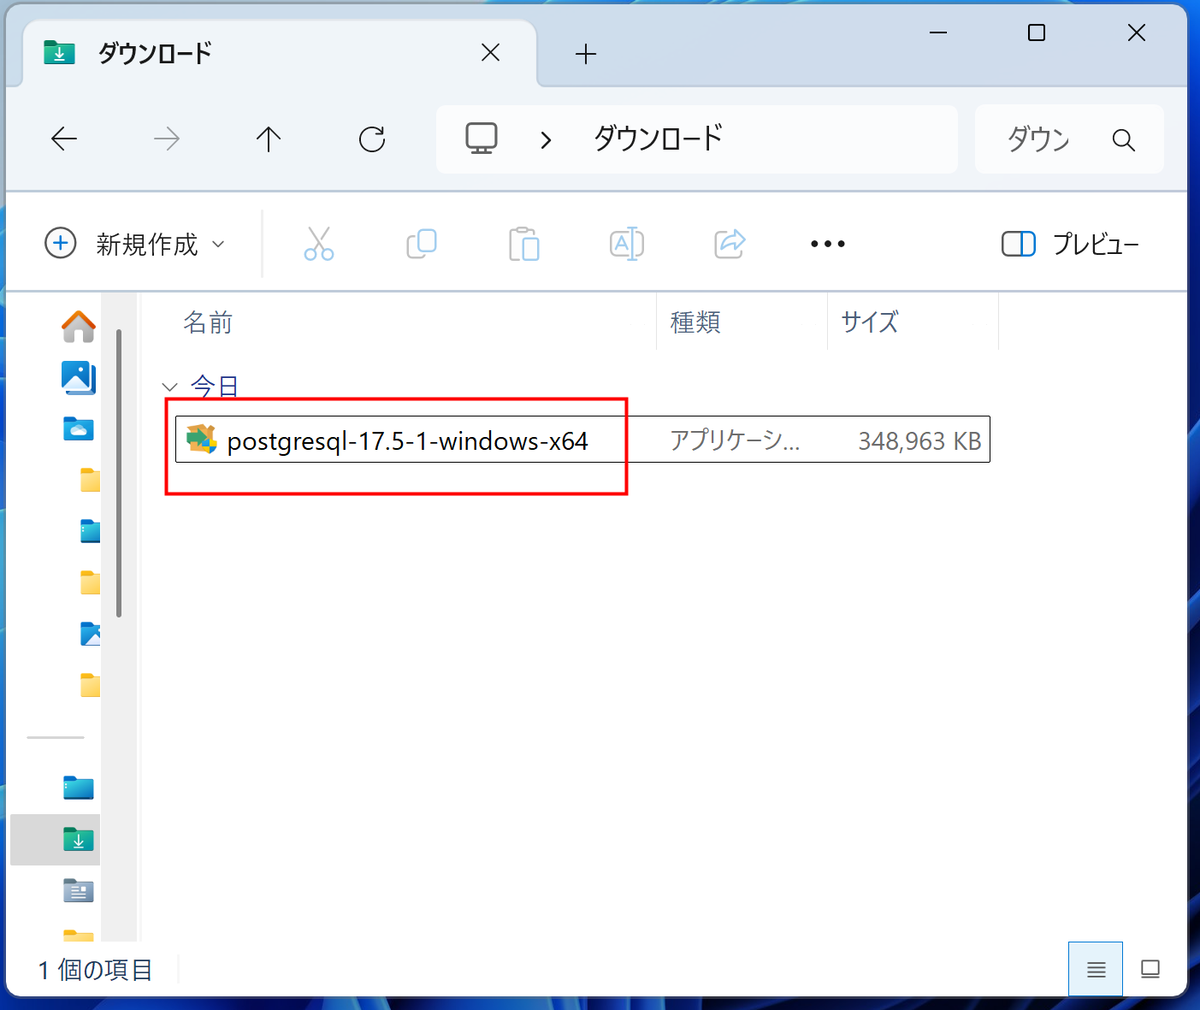 ダウンロード
ダウンロード
ダウン
新規作成
プレビュー
名前 種類 サイズ
今日
postgresql-17.5-1-windows-x64 アプリケーシ... 348,963 KB
1 個の項目